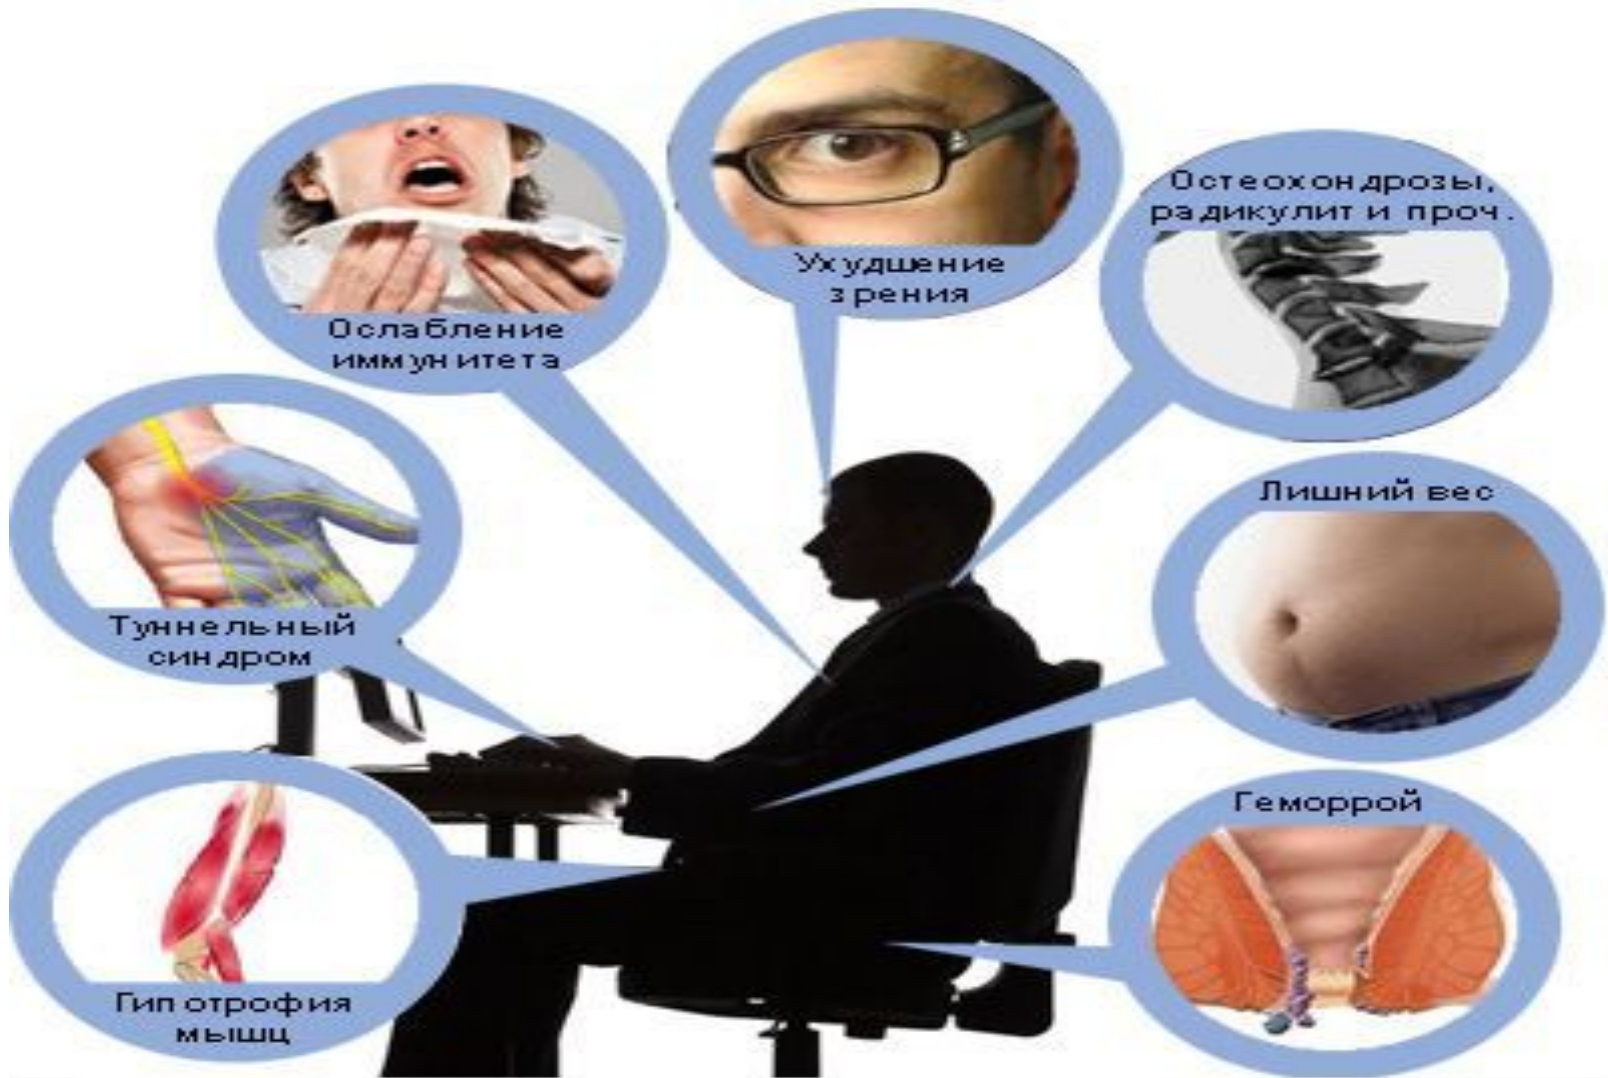 Ухудшение
зрения
Ослабление
иммунитета
Остеохондрозы,
радикулит и проч.
Туннельный
синдром
Лишний вес
Гипотрофия
мышц
Геморрой